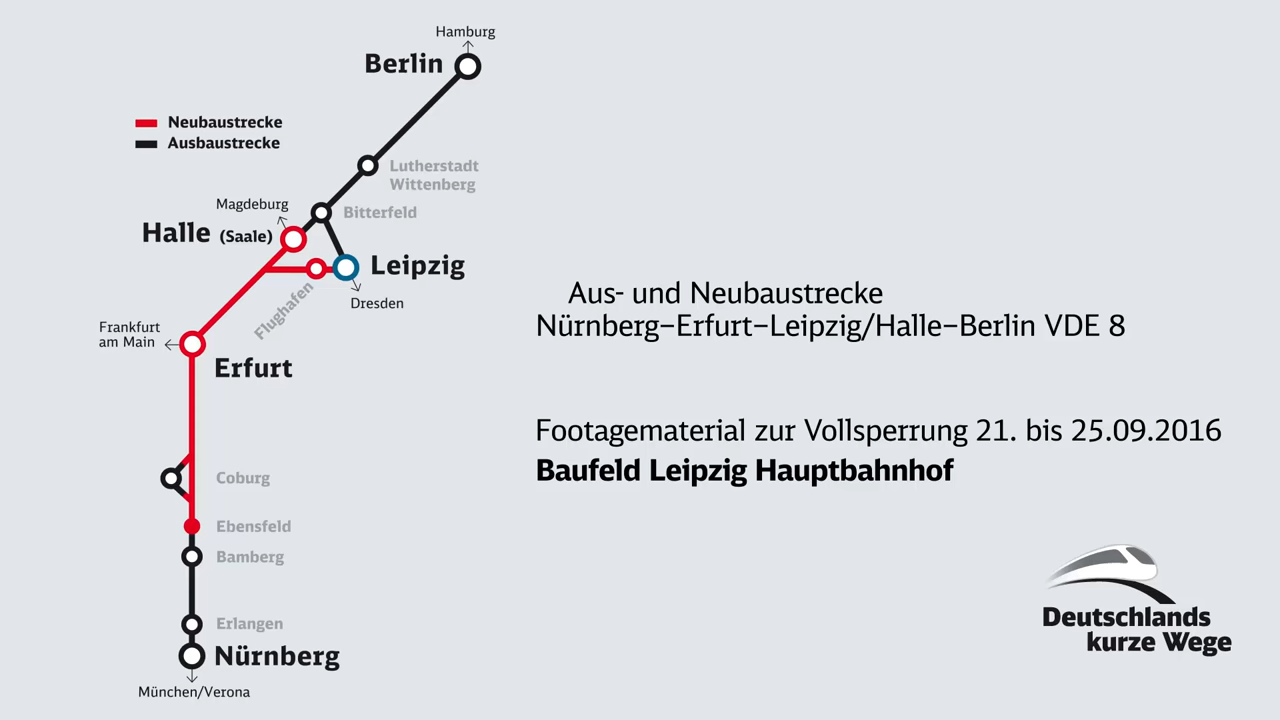 Hamburg
Berlin
Neubaustrecke
Ausbaustrecke
Lutherstadt
Wittenberg
Magdeburg
Bitterfeld
Halle (Saale)
Leipzig
Flughafen
Dresden
Frankfurt
am Main
Erfurt
Coburg
Ebensfeld
Bamberg
Erlangen
Nürnberg
München/Verona
Aus- und Neubaustrecke
Nürnberg–Erfurt–Leipzig/Halle–Berlin VDE 8
Footagematerial zur Vollsperrung 21. bis 25.09.2016
Baufeld Leipzig Hauptbahnhof
Deutschlands
kurze Wege